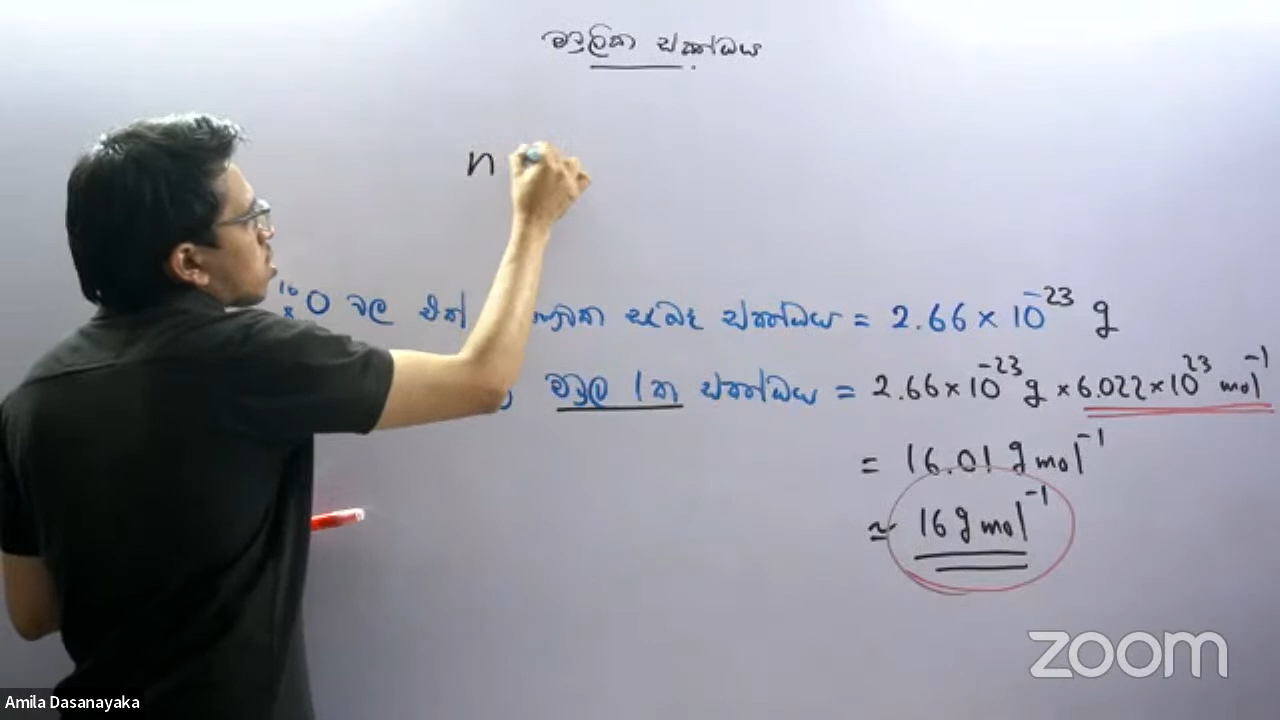 මවුලික ස්කන්ධය
n
¹⁶₈O වල එක් සැබෑ ස්කන්ධය = 2.66 × 10⁻²³ g
මවුල 1ක ස්කන්ධය = 2.66 × 10⁻²³ g × 6.022 × 10²³ mol⁻¹
= 16.01 g mol⁻¹
≃ 16 g mol⁻¹
zoom
Amila Dasanayaka